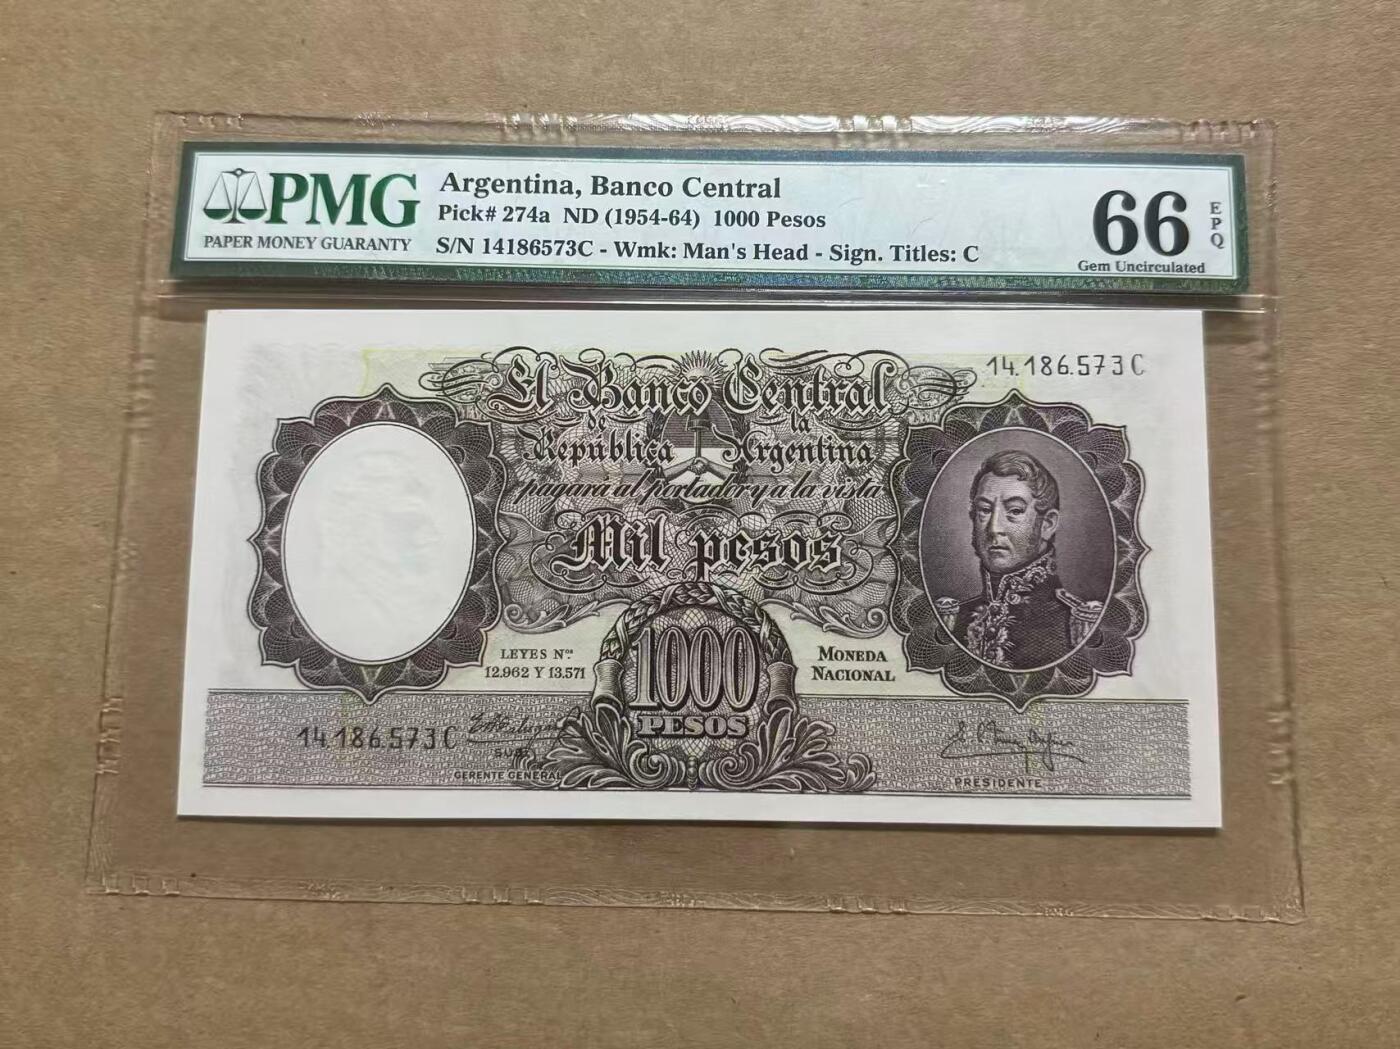 PMG
PAPER MONEY GUARANTY
Argentina, Banco Central
Pick# 274a ND (1954-64) 1000 Pesos
S/N 14186573C - Wmk: Man's Head - Sign. Titles: C
66
EPQ
Gem Uncirculated
14.186.573 C
El Banco Central
de la
República Argentina
pagará al portador y a la vista
Mil pesos
LEYES Nos.
12.962 Y 13.571
1000
PESOS
MONEDA
NACIONAL
14.186.573 C
SUB
GERENTE GENERAL
PRESIDENTE